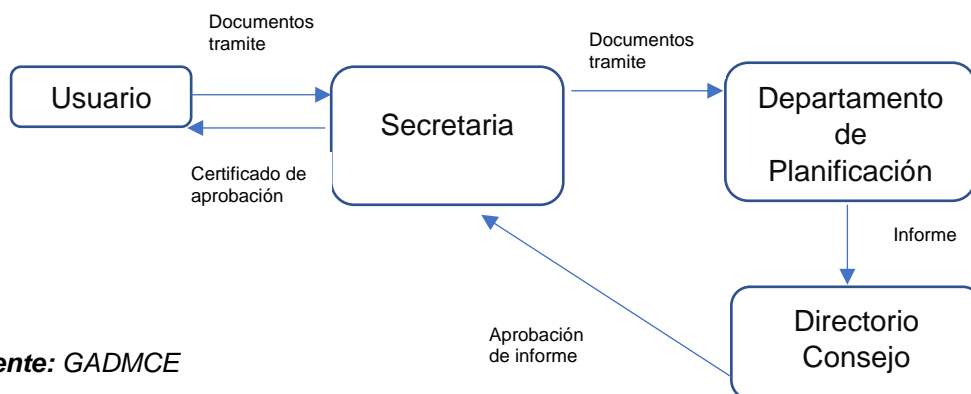 Documentos
tramite
Documentos
tramite
Usuario
Secretaria
Departamento
de
Planificación
Certificado de
aprobación
Informe
Directorio
Consejo
Aprobación
de informe
ente: GADMCE